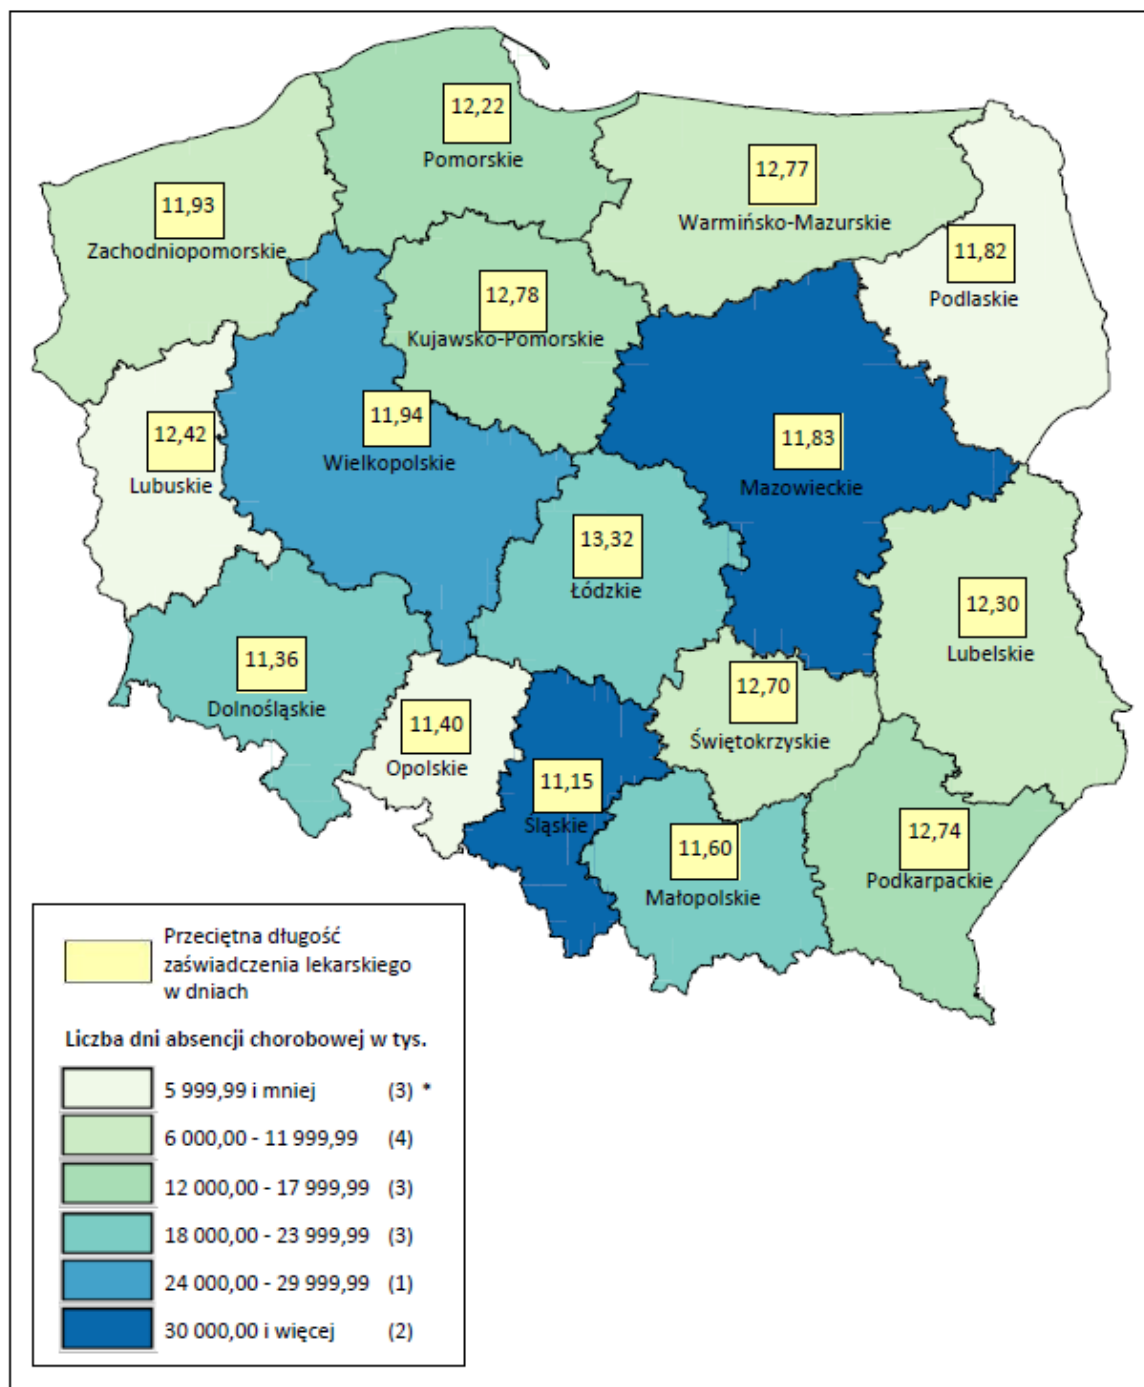 12,22
Pomorskie
12,77
Warmińsko-Mazurskie
11,93
Zachodniopomorskie
11,82
Podlaskie
12,78
Kujawsko-Pomorskie
11,94
Wielkopolskie
12,42
Lubuskie
11,83
Mazowieckie
13,32
Łódzkie
12,30
Lubelskie
11,36
Dolnośląskie
12,70
Świętokrzyskie
11,40
Opolskie
11,15
Śląskie
11,60
Małopolskie
12,74
Podkarpackie
Przeciętna długość
zaświadczenia lekarskiego
w dniach
Liczba dni absencji chorobowej w tys.
5 999,99 i mniej (3) *
6 000,00 - 11 999,99 (4)
12 000,00 - 17 999,99 (3)
18 000,00 - 23 999,99 (3)
24 000,00 - 29 999,99 (1)
30 000,00 i więcej (2)